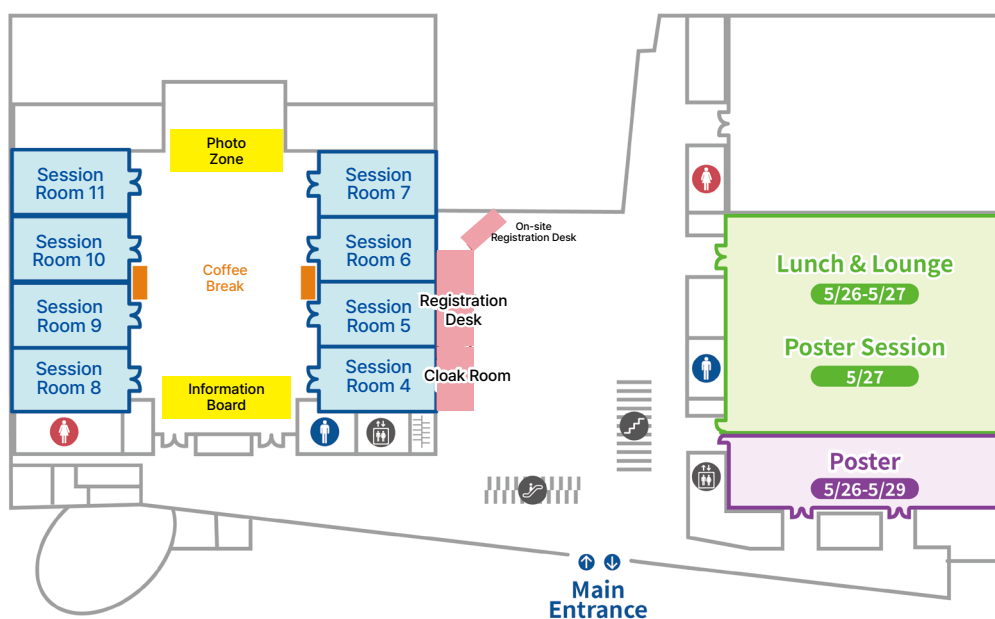 Photo
Zone
Session
Room 11
Session
Room 7
On-site
Registration Desk
Session
Room 10
Session
Room 6
Coffee
Break
Lunch & Lounge
5/26-5/27
Session
Room 9
Session
Room 5
Registration
Desk
Poster Session
5/27
Session
Room 8
Information
Board
Session
Room 4
Cloak Room
Poster
5/26-5/29
Main
Entrance